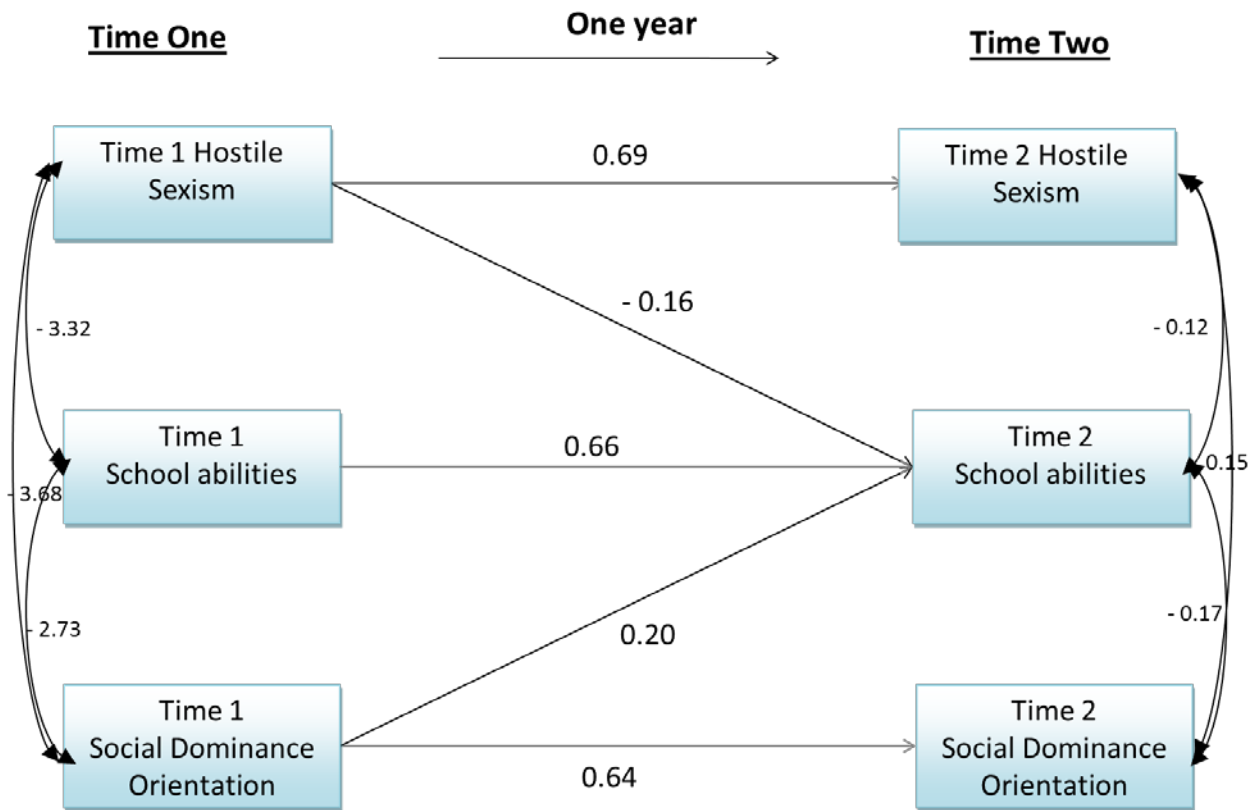 Time One
One year
Time Two
Time 1 Hostile
Sexism
0.69
Time 2 Hostile
Sexism
- 0.16
- 3.32
- 0.12
Time 1
School abilities
0.66
Time 2
School abilities
- 3.68
0.15
- 2.73
0.20
- 0.17
Time 1
Social Dominance
Orientation
0.64
Time 2
Social Dominance
Orientation